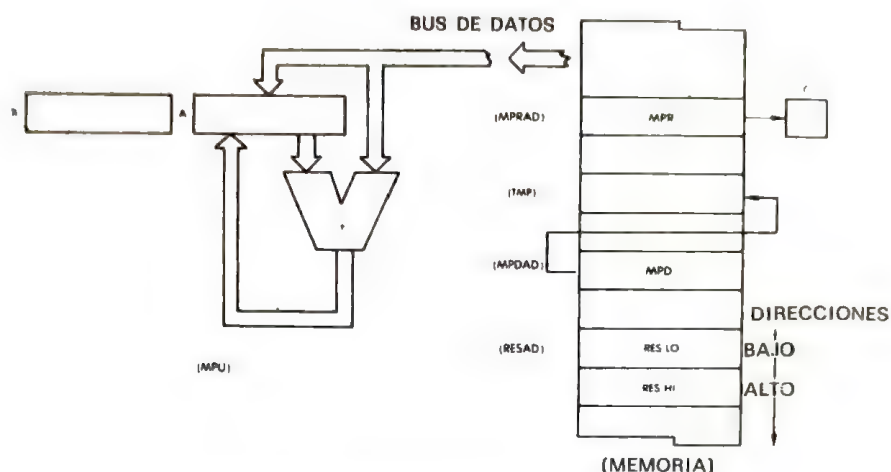 BUS DE DATOS
B
A
(MPRAD)
MPR
C
(TMP)
+
(MPDAD)
MPD
DIRECCIONES
(RESAD)
RES LO
BAJO
(MPU)
RES HI
ALTO
(MEMORIA)